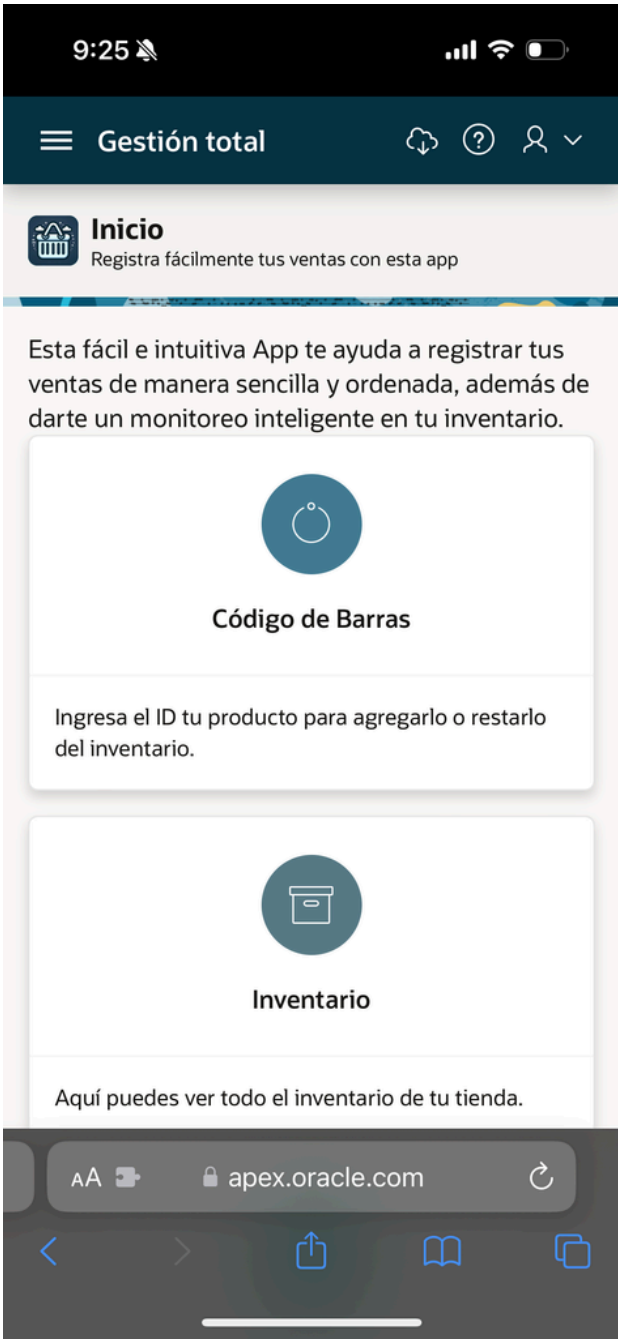 9:25
Gestión total
Inicio
Registra fácilmente tus ventas con esta app
Esta fácil e intuitiva App te ayuda a registrar tus
ventas de manera sencilla y ordenada, además de
darte un monitoreo inteligente en tu inventario.
Código de Barras
Ingresa el ID tu producto para agregarlo o restarlo
del inventario.
Inventario
Aquí puedes ver todo el inventario de tu tienda.
AA apex.oracle.com